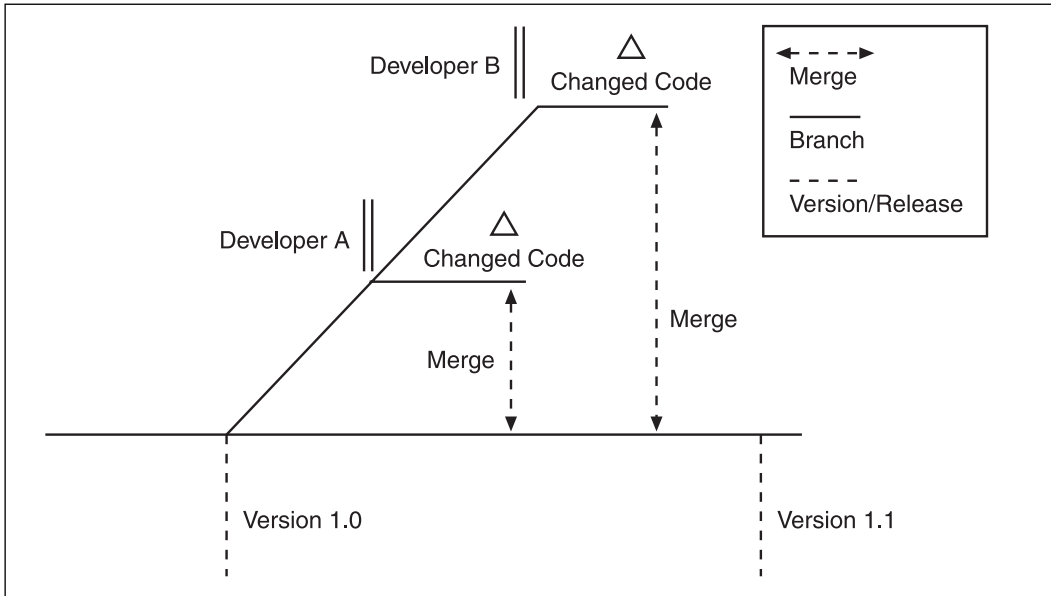 Developer B
Changed Code
Merge
Branch
Version/Release
Developer A
Changed Code
Merge
Merge
Version 1.0
Version 1.1